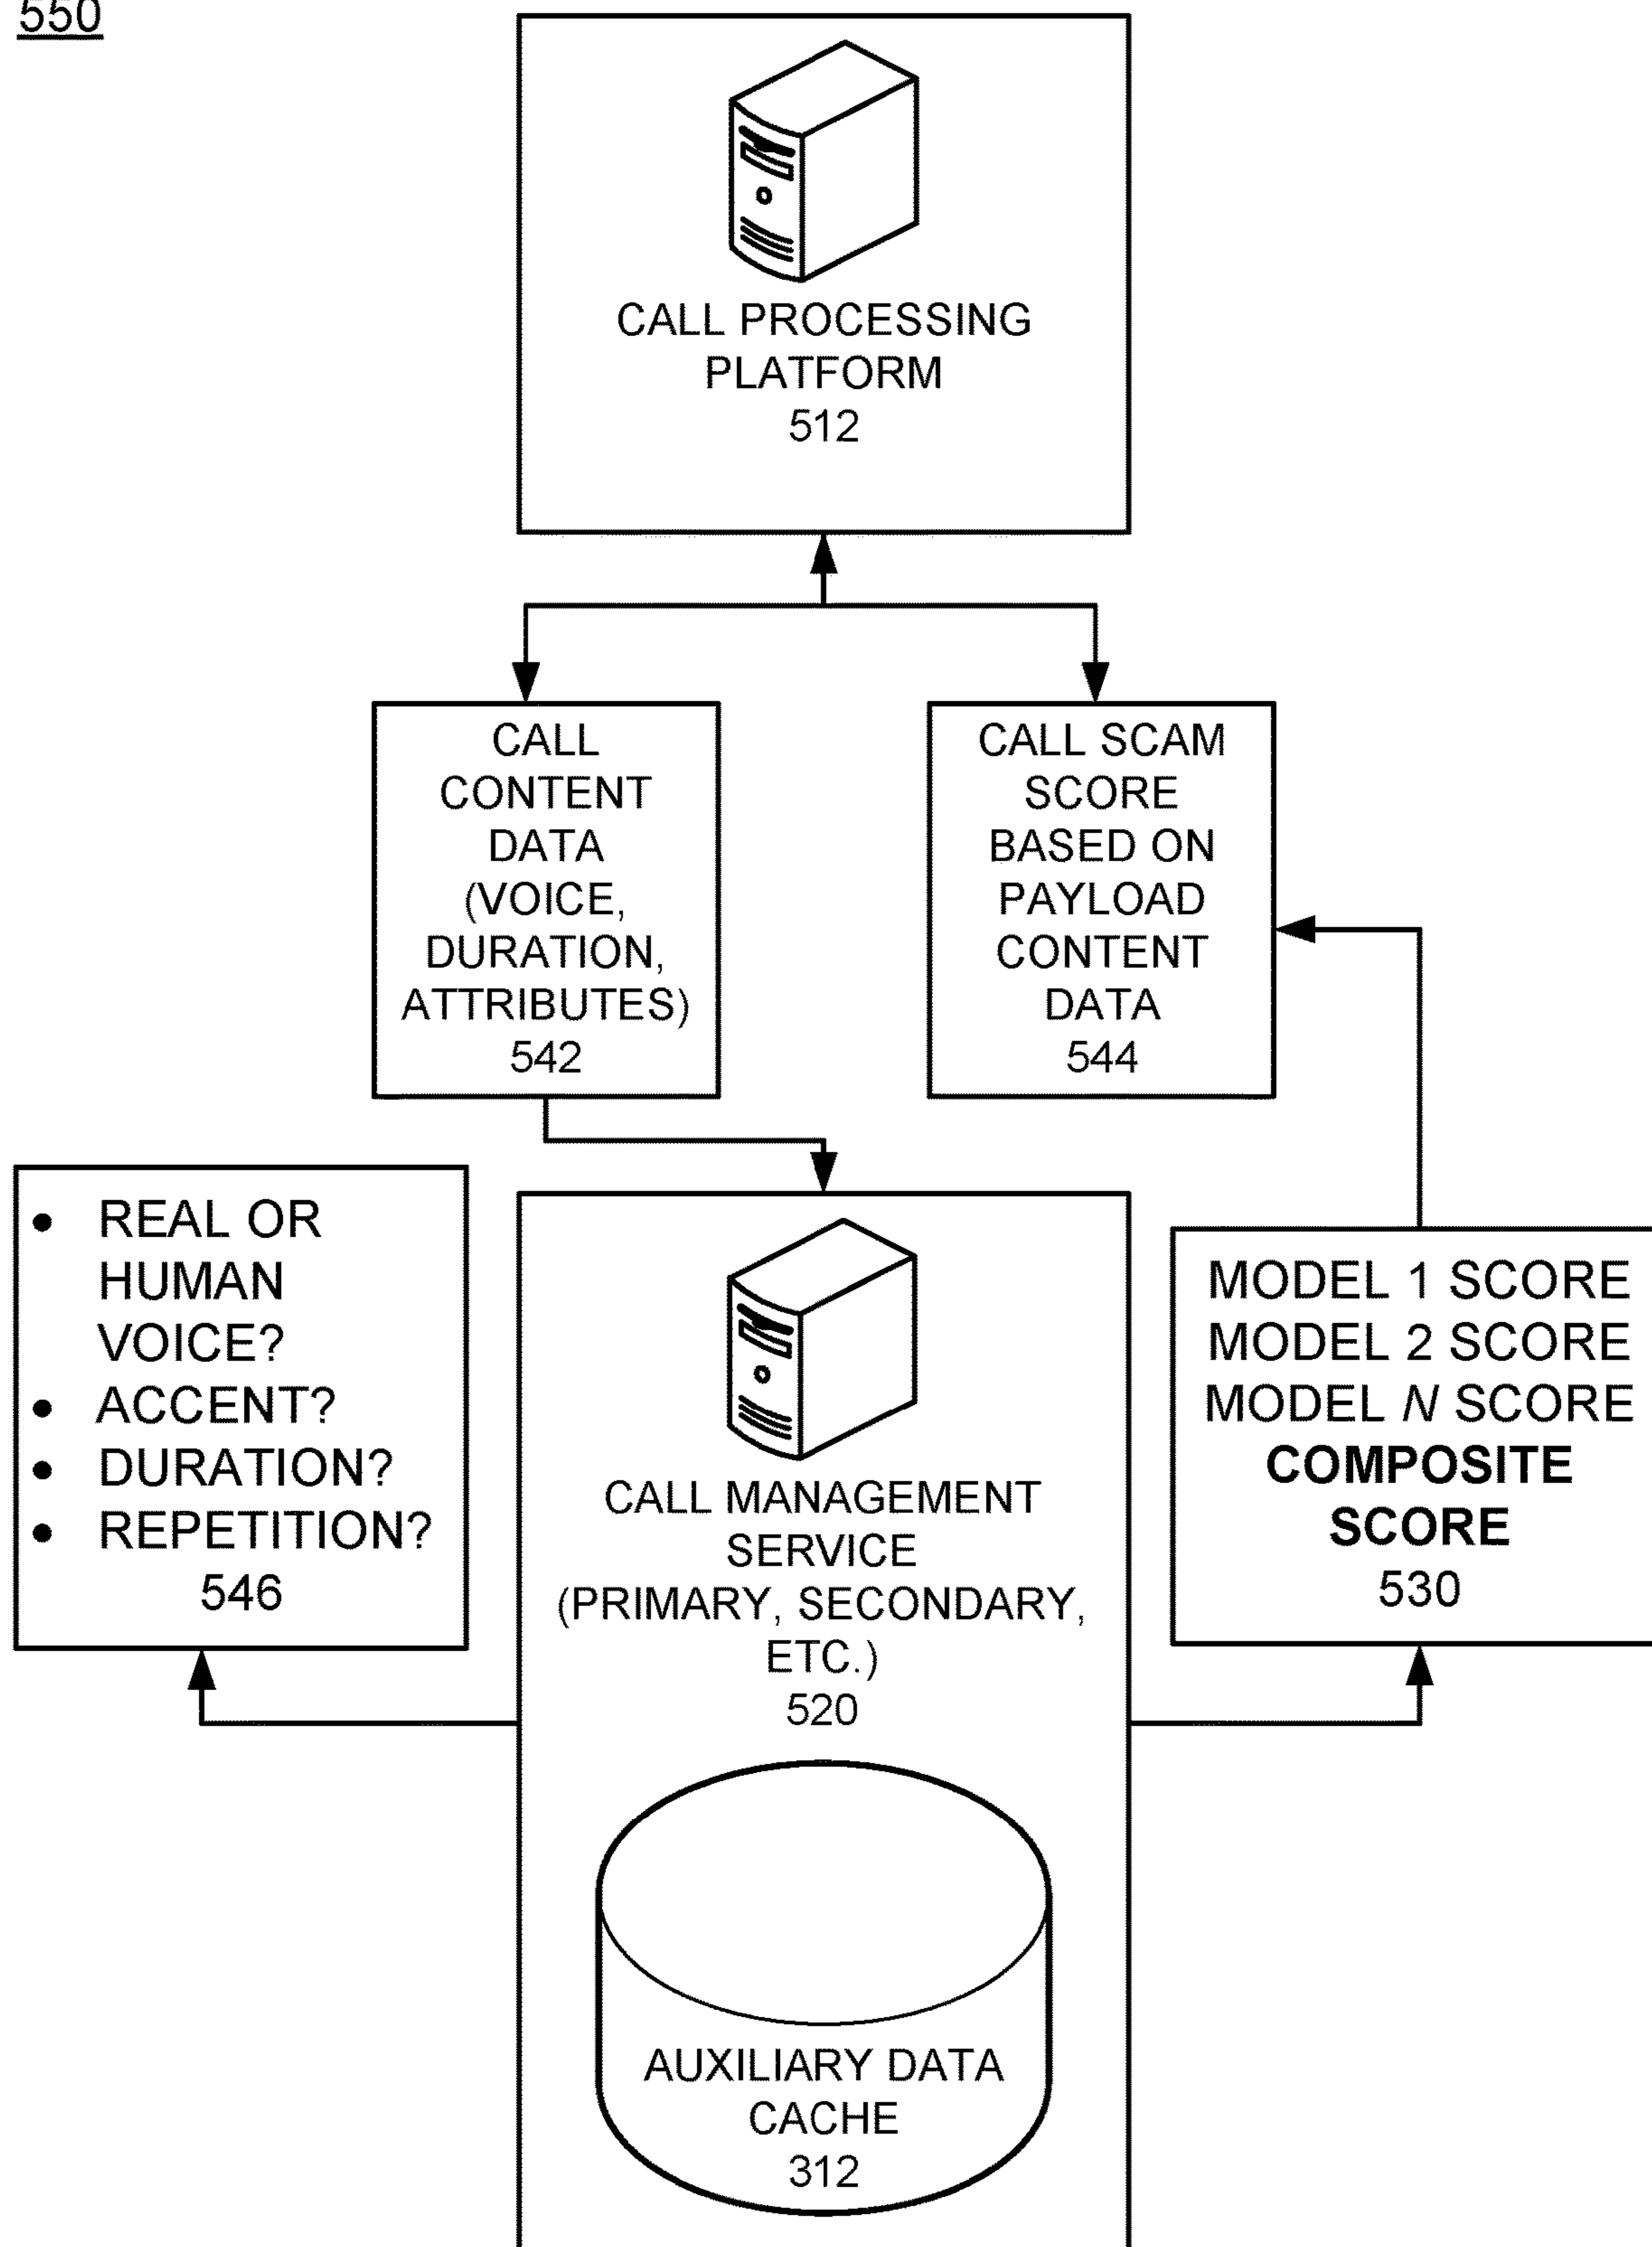 550
CALL PROCESSING
PLATFORM
512
CALL
CONTENT
DATA
(VOICE,
DURATION,
ATTRIBUTES)
542
CALL SCAM
SCORE
BASED ON
PAYLOAD
CONTENT
DATA
544
• REAL OR
HUMAN
VOICE?
• ACCENT?
• DURATION?
• REPETITION?
546
CALL MANAGEMENT
SERVICE
(PRIMARY, SECONDARY,
ETC.)
520
MODEL 1 SCORE
MODEL 2 SCORE
MODEL N SCORE
COMPOSITE
SCORE
530
AUXILIARY DATA
CACHE
312